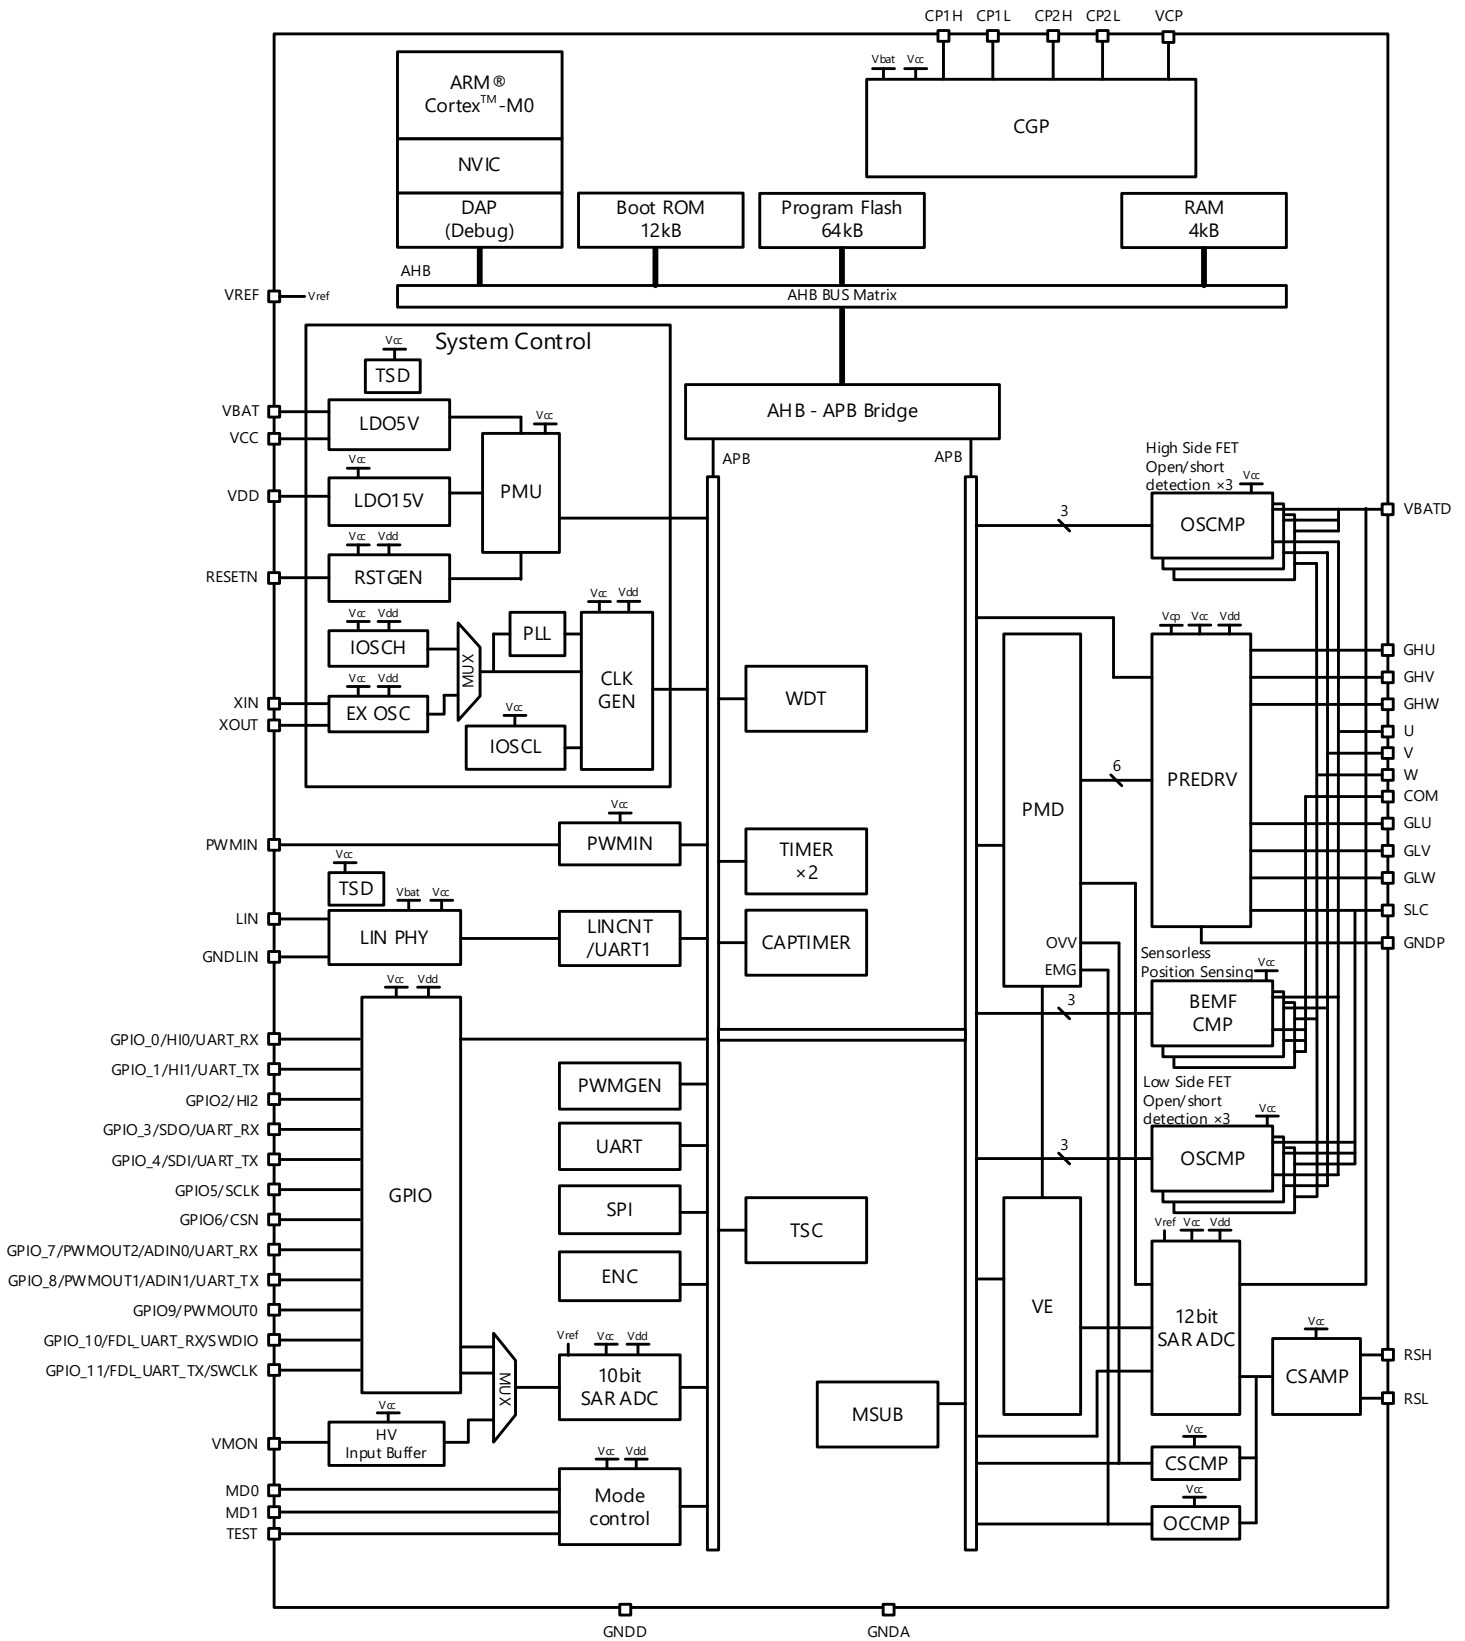 CP1H CP1L CP2H CP2L VCP
Vbat Vcc
CGP
ARM®
Cortex™-M0
NVIC
DAP
(Debug)
Boot ROM
12kB
Program Flash
64kB
RAM
4kB
AHB
AHB BUS Matrix
VREF
Vref
System Control
Vcc
TSD
VBAT
VCC
LDO5V
Vcc
PMU
VDD
Vcc
LDO15V
RESETN
Vcc Vdd
RSTGEN
Vcc Vdd
IOSCH
XIN
XOUT
Vcc Vdd
EX OSC
MUX
PLL
Vcc
IOSCL
Vcc Vdd
CLK
GEN
AHB - APB Bridge
APB
APB
PWMIN
Vcc
PWMIN
Vcc
TSD
LIN
GNDLIN
Vbat Vcc
LIN PHY
LINCNT
/UART1
Vcc Vdd
GPIO
GPIO_0/HI0/UART_RX
GPIO_1/HI1/UART_TX
GPIO2/HI2
GPIO_3/SDO/UART_RX
GPIO_4/SDI/UART_TX
GPIO5/SCLK
GPIO6/CSN
GPIO_7/PWMOUT2/ADIN0/UART_RX
GPIO_8/PWMOUT1/ADIN1/UART_TX
GPIO9/PWMOUT0
GPIO_10/FDL_UART_RX/SWDIO
GPIO_11/FDL_UART_TX/SWCLK
PWMGEN
UART
SPI
ENC
MUX
Vref Vcc Vdd
10bit
SAR ADC
VMON
Vcc
HV
Input Buffer
MD0
MD1
TEST
Vcc Vdd
Mode
control
WDT
TIMER
×2
CAPTIMER
TSC
MSUB
High Side FET
Open/short
detection ×3
Vcc
OSCMP
3
VBATD
PMD
OVV
EMG
6
Vcp Vcc Vdd
PREDRV
GHU
GHV
GHW
U
V
W
COM
GLU
GLV
GLW
SLC
GNDP
Sensorless
Position Sensing
Vcc
BEMF
CMP
3
Low Side FET
Open/short
detection ×3
Vcc
OSCMP
3
VE
Vref Vcc Vdd
12bit
SAR ADC
Vcc
CSAMP
RSH
RSL
Vcc
CSCMP
Vcc
OCCMP
GNDD
GNDA